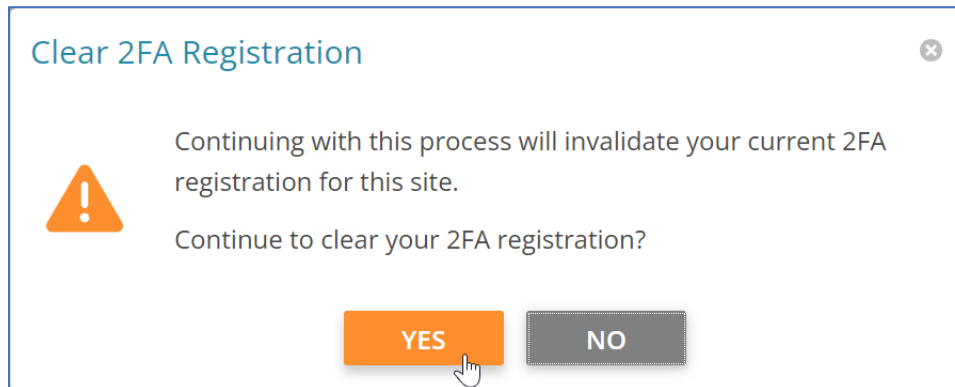 Clear 2FA Registration
Continuing with this process will invalidate your current 2FA
registration for this site.
Continue to clear your 2FA registration?
YES
NO